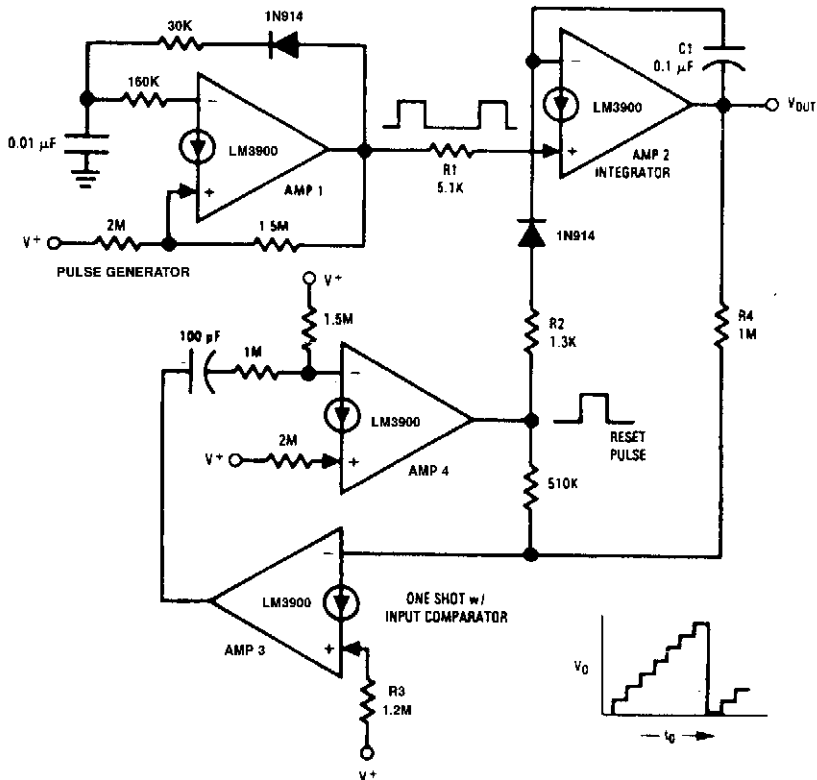 1N914
30K
160K
0.01 µF
LM3900
AMP 1
2M
V+
1.5M
PULSE GENERATOR
R1
5.1K
C1
0.1 µF
LM3900
AMP 2
INTEGRATOR
VOUT
1N914
R2
1.3K
R4
1M
V+
1.5M
100 pF
1M
LM3900
2M
V+
AMP 4
RESET
PULSE
510K
LM3900
AMP 3
ONE SHOT w/
INPUT COMPARATOR
R3
1.2M
V+
VO
tO